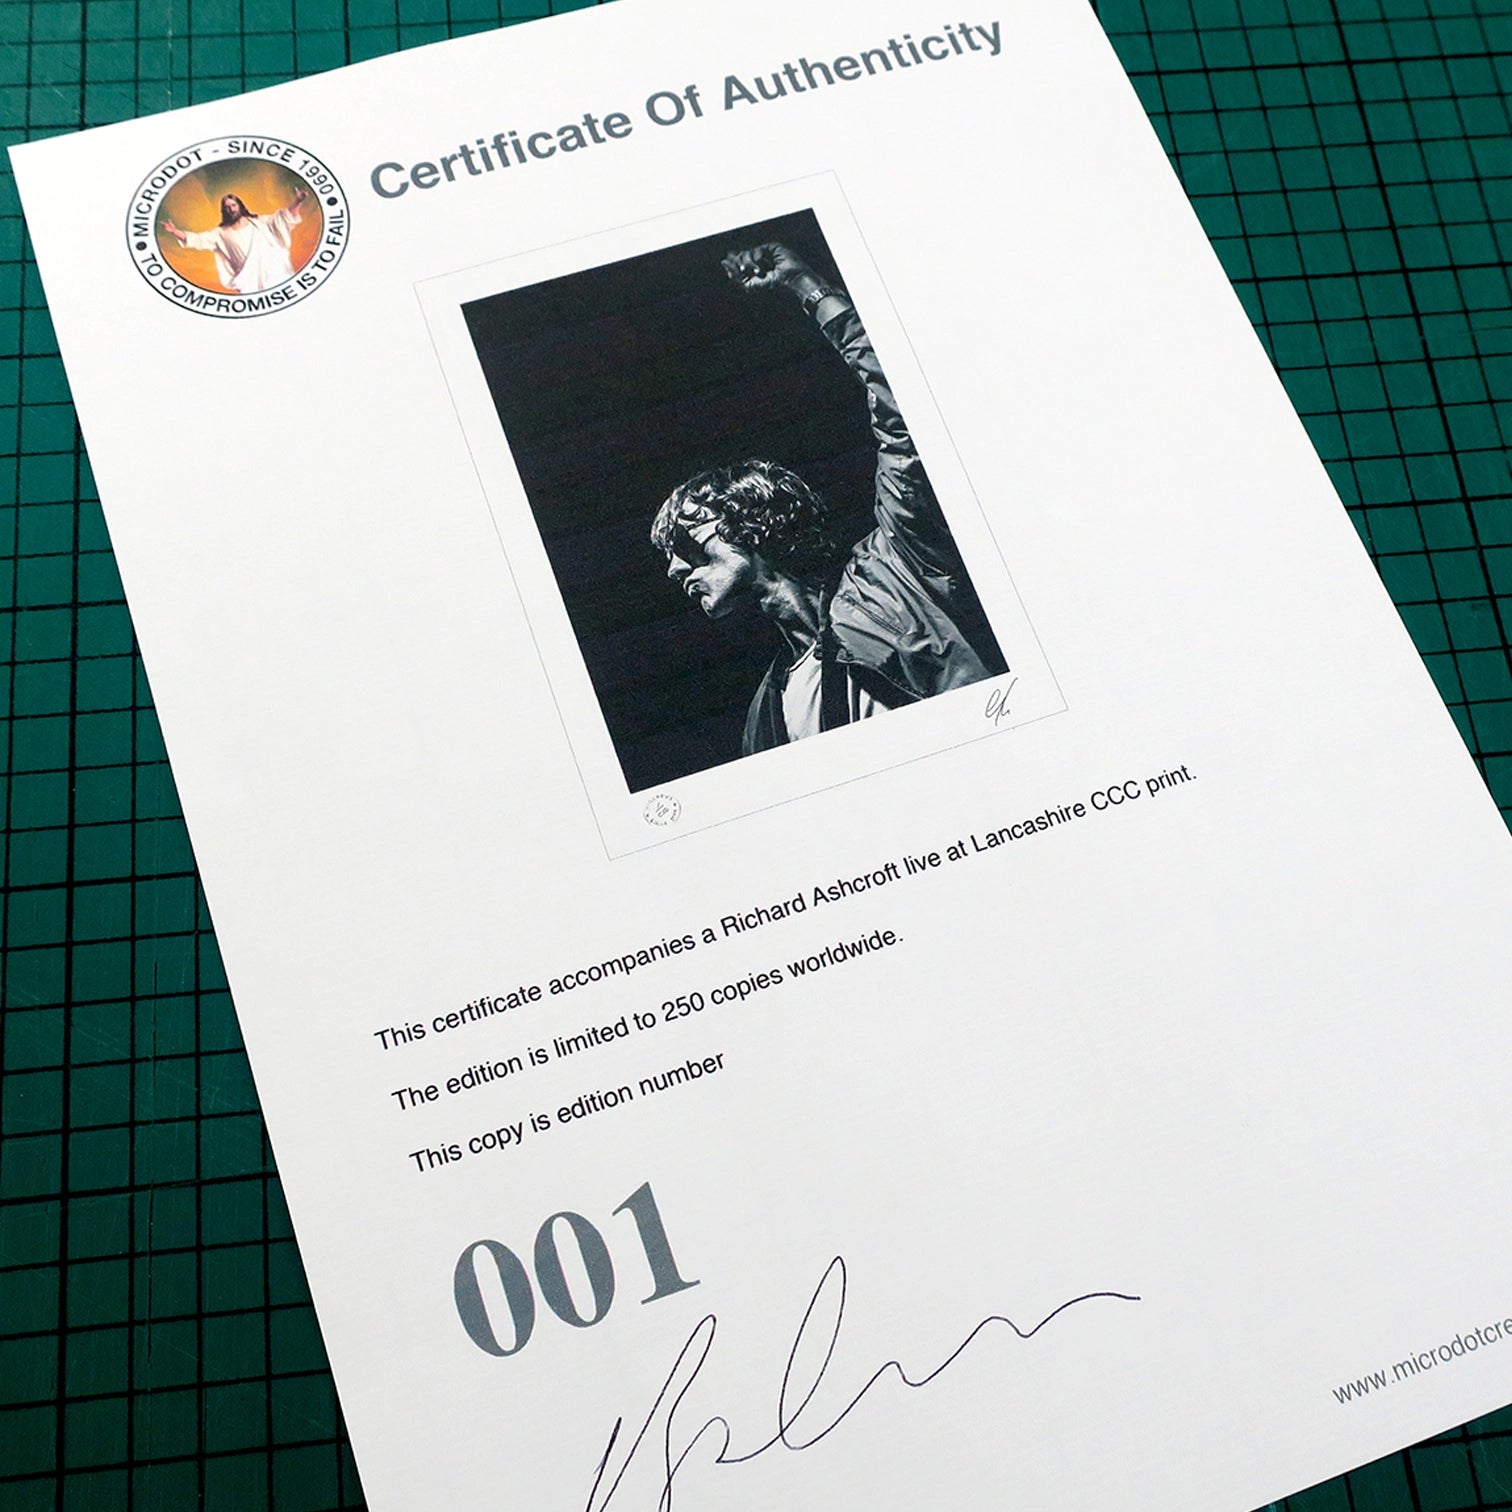 Certificate Of Authenticity
MICRODOT - SINCE 1990
TO COMPROMISE IS TO FAIL
This certificate accompanies a Richard Ashcroft live at Lancashire CCC print.
The edition is limited to 250 copies worldwide.
This copy is edition number
001
www.microdotcre